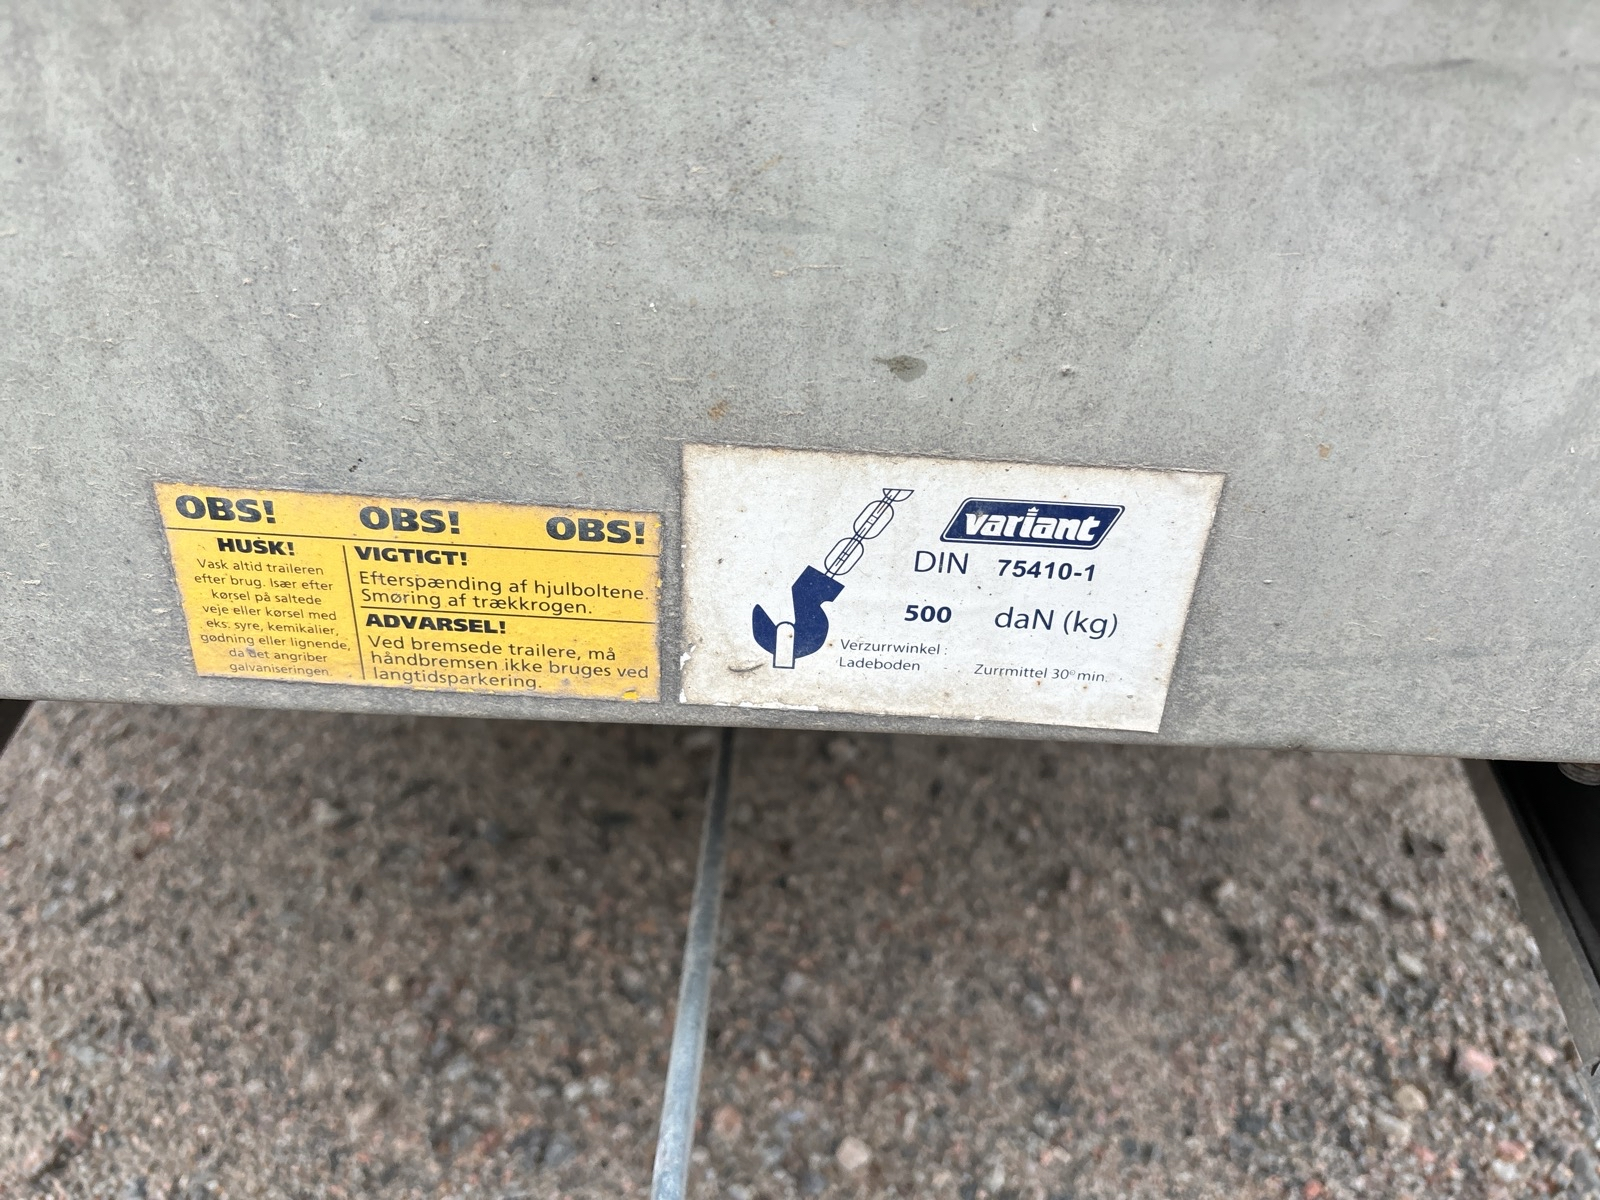 OBS! OBS! OBS!
HUSK!
Vask altid traileren
efter brug. Især efter
kørsel på saltede
veje eller kørsel med
eks. syre, kemikalier,
gødning eller lignende,
da det angriber
galvaniseringen.
VIGTIGT!
Efterspænding af hjulboltene.
Smøring af trækkrogen.
ADVARSEL!
Ved bremsede trailere, må
håndbremsen ikke bruges ved
langtidsparkering.
variant
DIN 75410-1
500 daN (kg)
Verzurrwinkel :
Ladeboden Zurrmittel 30° min.